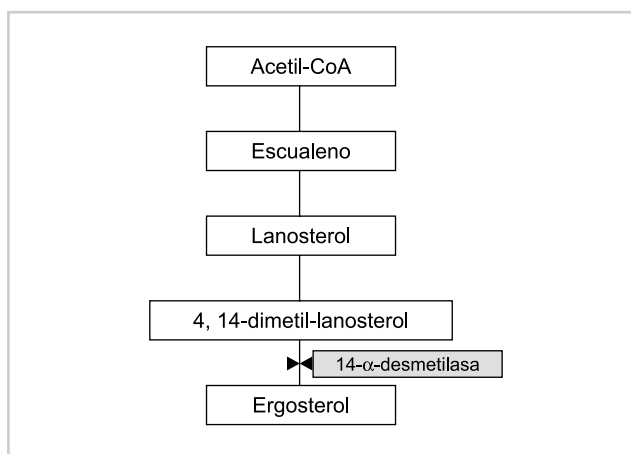 Acetil-CoA
Escualeno
Lanosterol
4, 14-dimetil-lanosterol
14-α-desmetilasa
Ergosterol